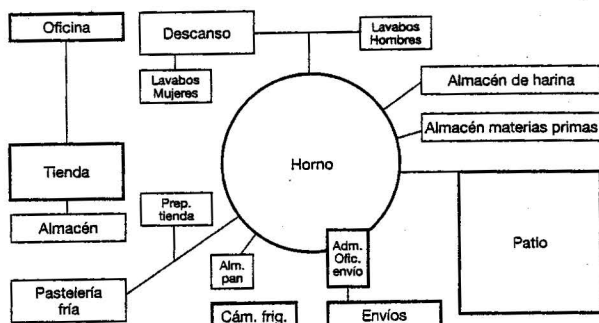 Oficina
Descanso
Lavabos
Hombres
Lavabos
Mujeres
Almacén de harina
Almacén materias primas
Horno
Tienda
Almacén
Prep.
tienda
Patio
Adm.
Ofic.
envío
Alm.
pan
Pastelería
fría
Cám. frig.
Envíos